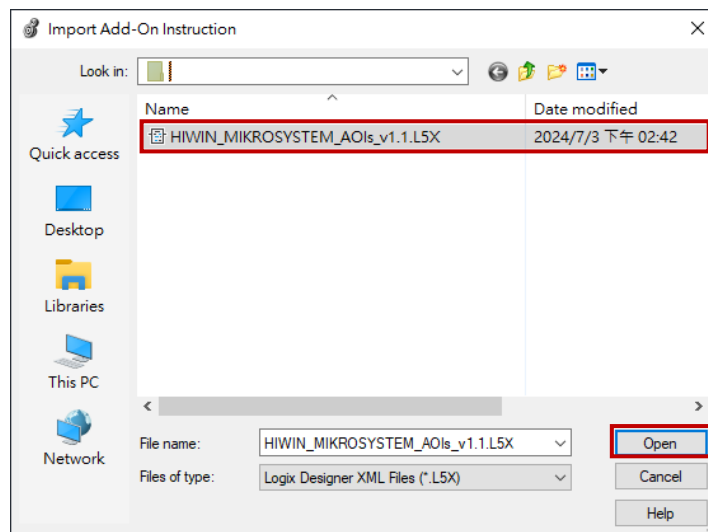 Import Add-On Instruction
Look in:
Name
Date modified
HIWIN_MIKROSYSTEM_AOIs_v1.1.L5X
2024/7/3 下午 02:42
Quick access
Desktop
Libraries
This PC
Network
File name:
HIWIN_MIKROSYSTEM_AOIs_v1.1.L5X
Open
Files of type:
Logix Designer XML Files (*.L5X)
Cancel
Help